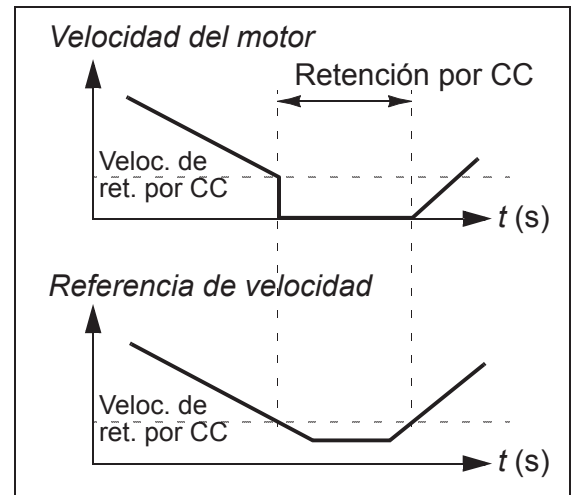 Velocidad del motor
Retención por CC
Veloc. de
ret. por CC
t (s)
Referencia de velocidad
Veloc. de
ret. por CC
t (s)